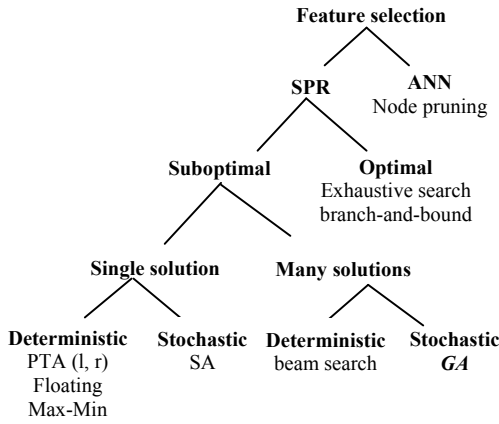 Feature selection
SPR
ANN
Node pruning
Suboptimal
Optimal
Exhaustive search
branch-and-bound
Single solution
Many solutions
Deterministic
PTA (l, r)
Floating
Max-Min
Stochastic
SA
Deterministic
beam search
Stochastic
GA